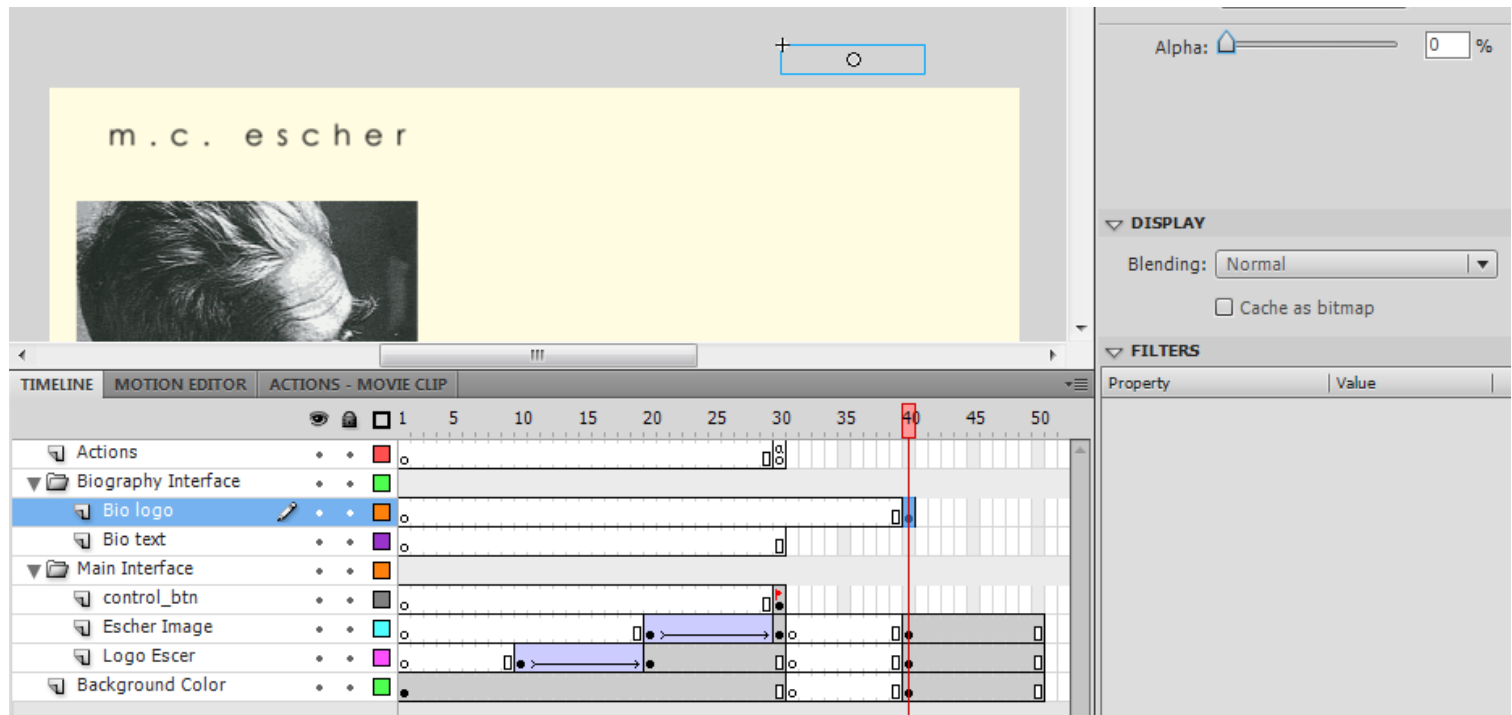 Alpha: 0 %
m.c. escher
DISPLAY
Blending: Normal
Cache as bitmap
FILTERS
Property Value
TIMELINE MOTION EDITOR ACTIONS - MOVIE CLIP
1 5 10 15 20 25 30 35 40 45 50
Actions
a
Biography Interface
Bio logo
Bio text
Main Interface
control_btn
Escher Image
Logo Escer
Background Color